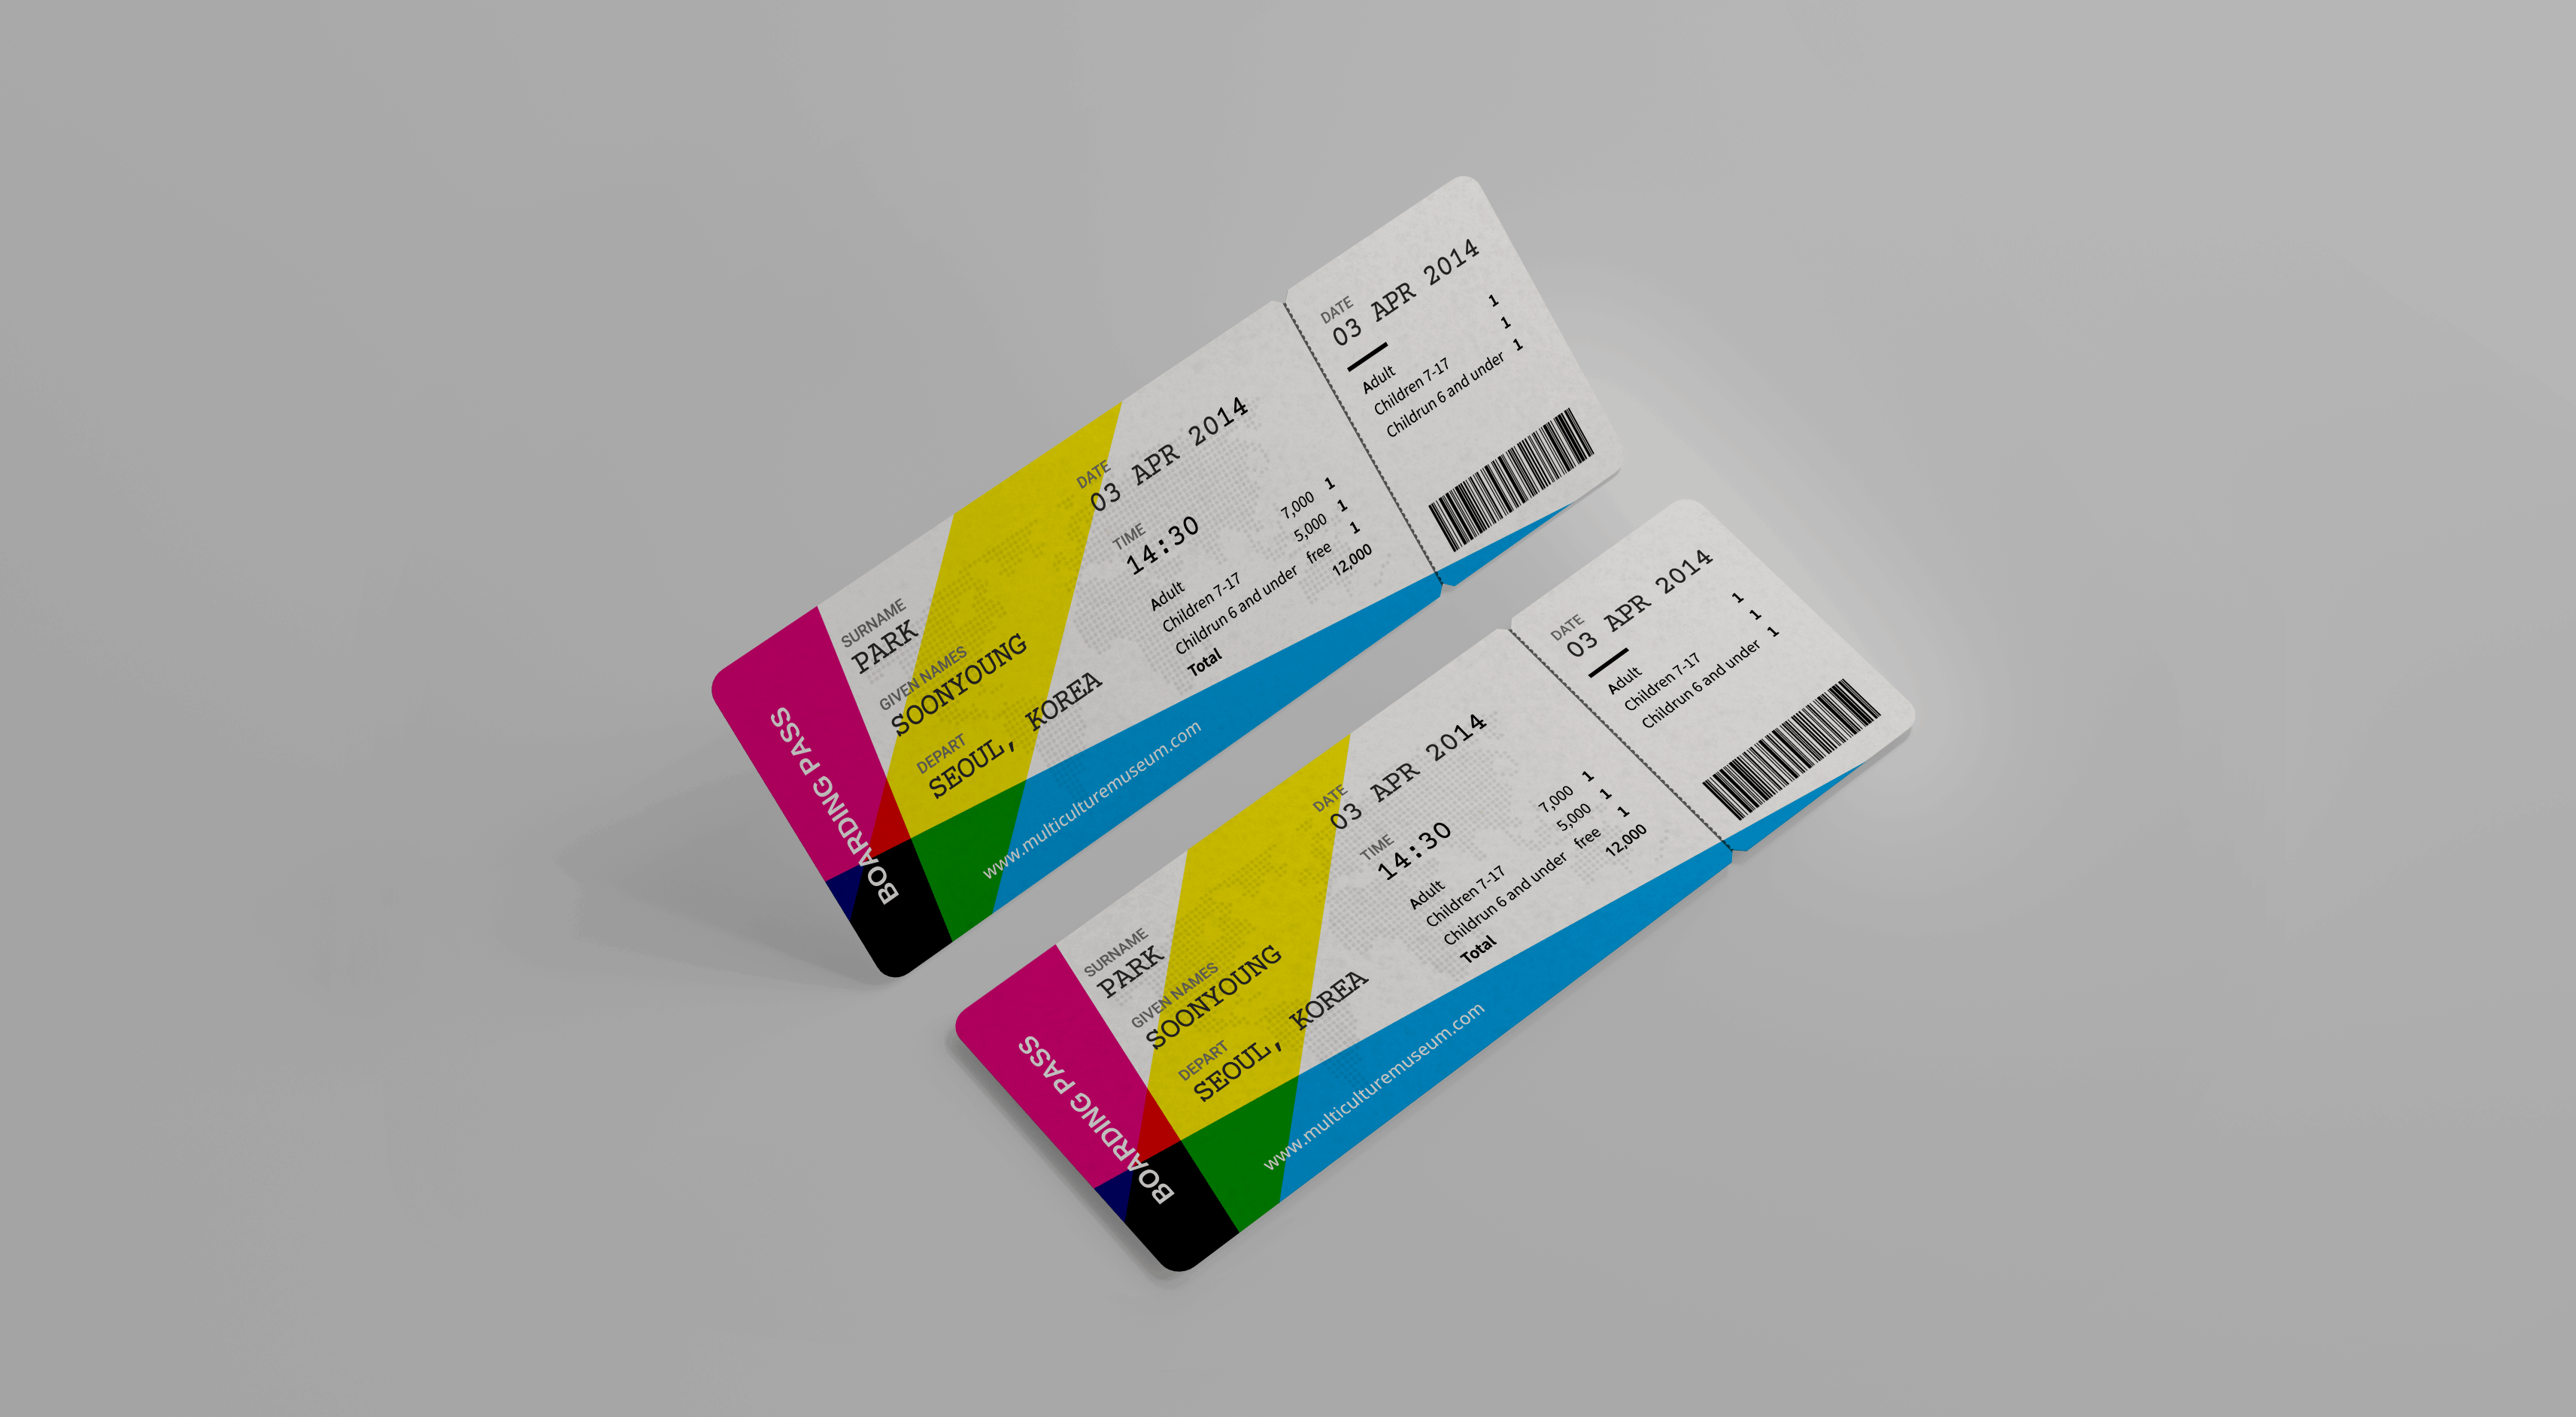 BOARDING PASS
SURNAME
PARK
GIVEN NAMES
SOONYOUNG
DEPART
SEOUL, KOREA
DATE
03 APR 2014
TIME
14:30
Adult 7,000 1
Children 7-17 5,000 1
Childrun 6 and under free 1
Total 12,000
www.multiculturemuseum.com
DATE
03 APR 2014
Adult 1
Children 7-17 1
Childrun 6 and under 1
BOARDING PASS
SURNAME
PARK
GIVEN NAMES
SOONYOUNG
DEPART
SEOUL, KOREA
DATE
03 APR 2014
TIME
14:30
Adult 7,000 1
Children 7-17 5,000 1
Childrun 6 and under free 1
Total 12,000
www.multiculturemuseum.com
DATE
03 APR 2014
Adult 1
Children 7-17 1
Childrun 6 and under 1